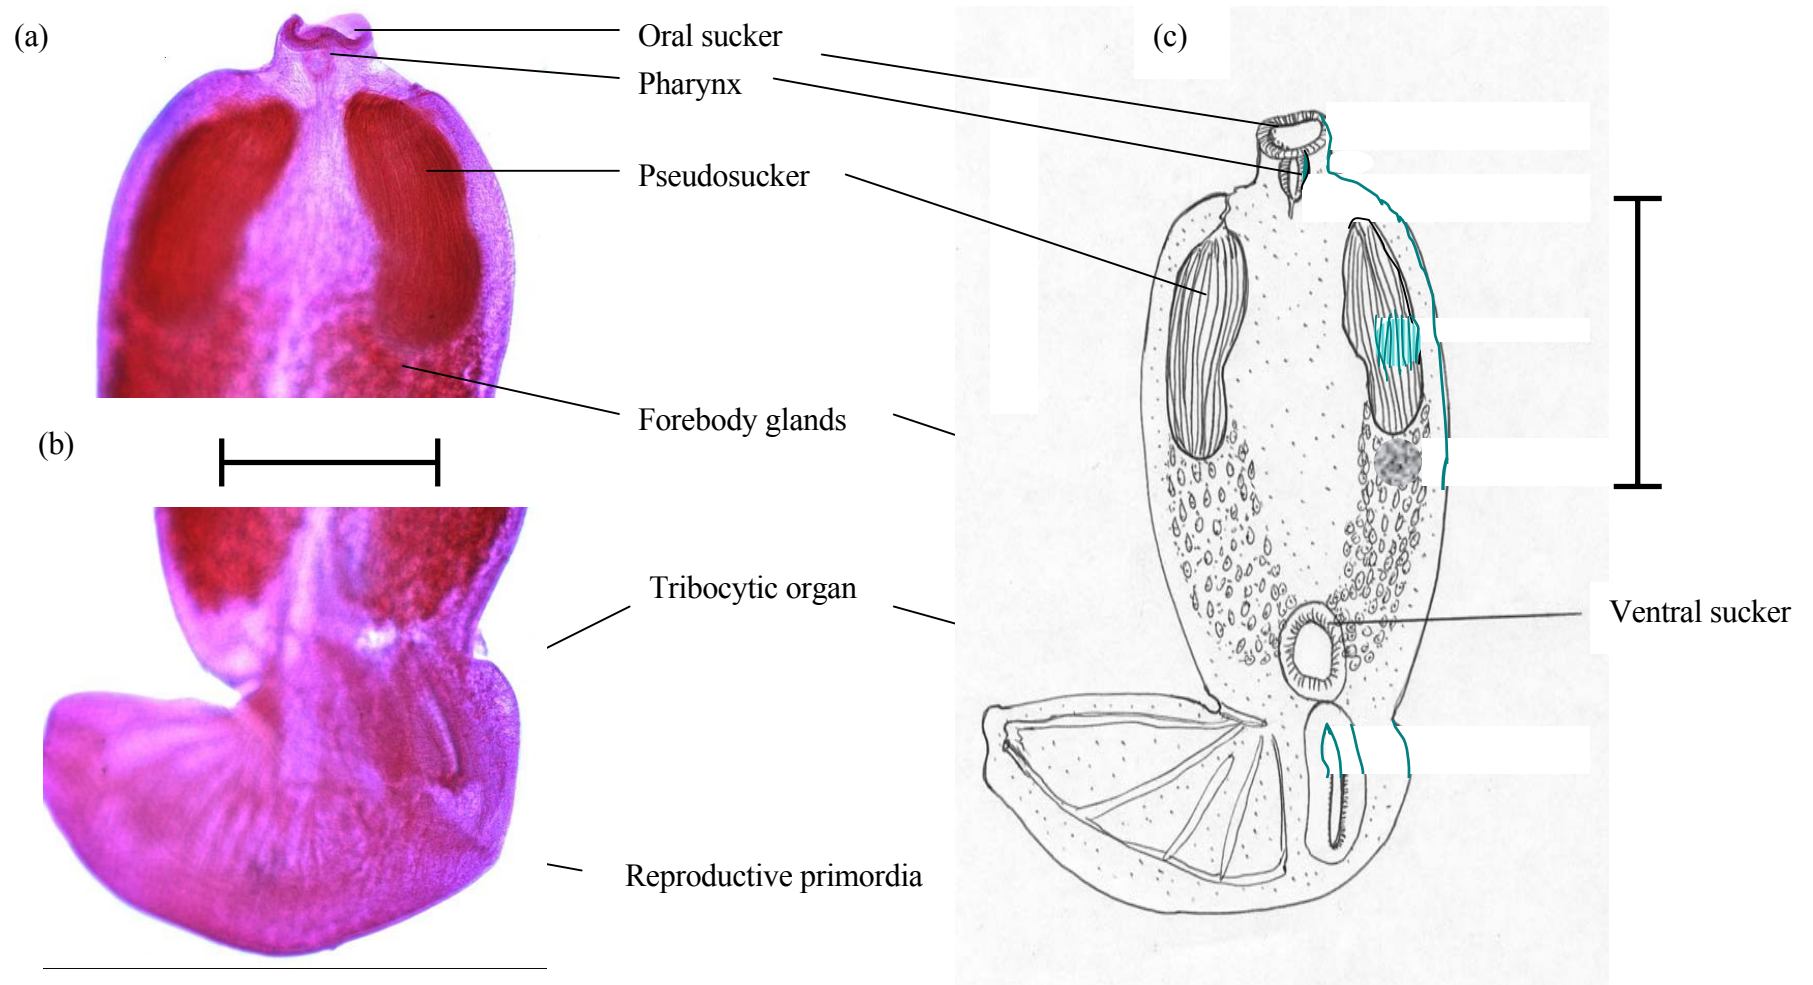 (a)
Oral sucker
(c)
Pharynx
Pseudosucker
Forebody glands
(b)
Tribocytic organ
Ventral sucker
Reproductive primordia